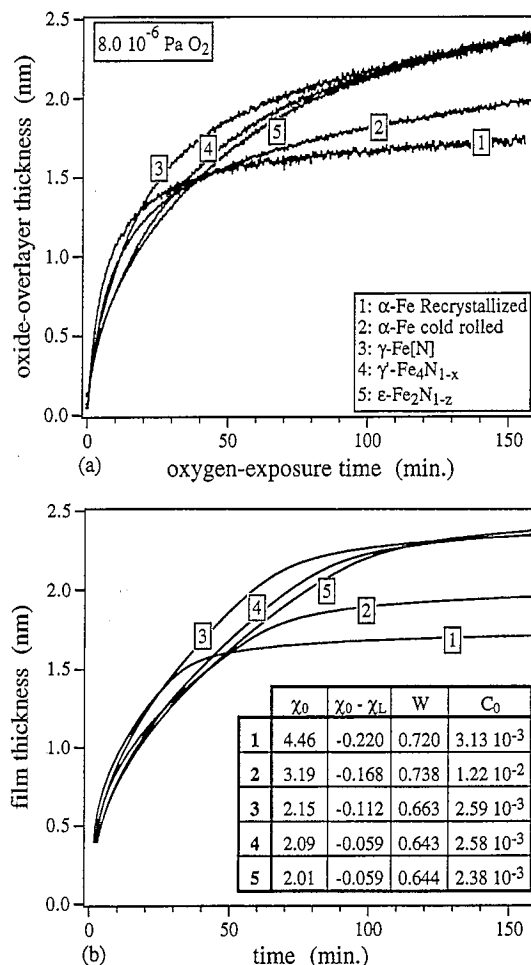 2.5
8.0 10⁻⁶ Pa O₂
2.0
1.5
1.0
0.5
0.0
oxide-overlayer thickness (nm)
3
4
5
2
1
1: α-Fe Recrystallized
2: α-Fe cold rolled
3: γ-Fe[N]
4: γ'-Fe₄N₁₋ₓ
5: ε-Fe₂N₁₋z
0 50 100 150
(a) oxygen-exposure time (min.)
2.5
2.0
1.5
1.0
0.5
0.0
film thickness (nm)
3
4
5
2
1
χ₀ χ₀ - χL W C₀
1 4.46 -0.220 0.720 3.13 10⁻³
2 3.19 -0.168 0.738 1.22 10⁻²
3 2.15 -0.112 0.663 2.59 10⁻³
4 2.09 -0.059 0.643 2.58 10⁻³
5 2.01 -0.059 0.644 2.38 10⁻³
0 50 100 150
(b) time (min.)